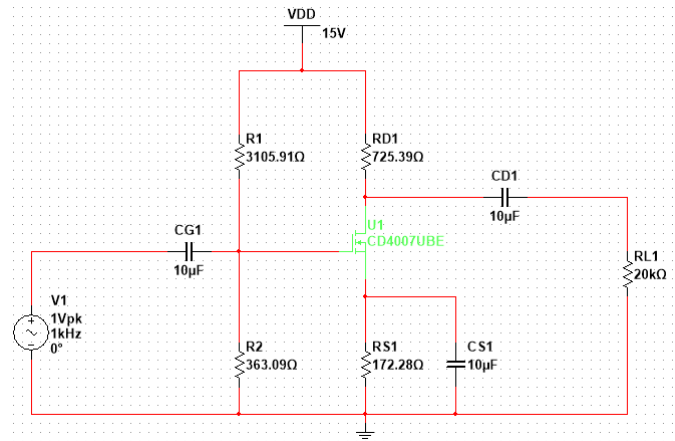 VDD
15V
R1
3105.91Ω
RD1
725.39Ω
CD1
10µF
U1
CD4007UBE
CG1
10µF
RL1
20kΩ
V1
1Vpk
1kHz
0°
R2
363.09Ω
RS1
172.28Ω
CS1
10µF